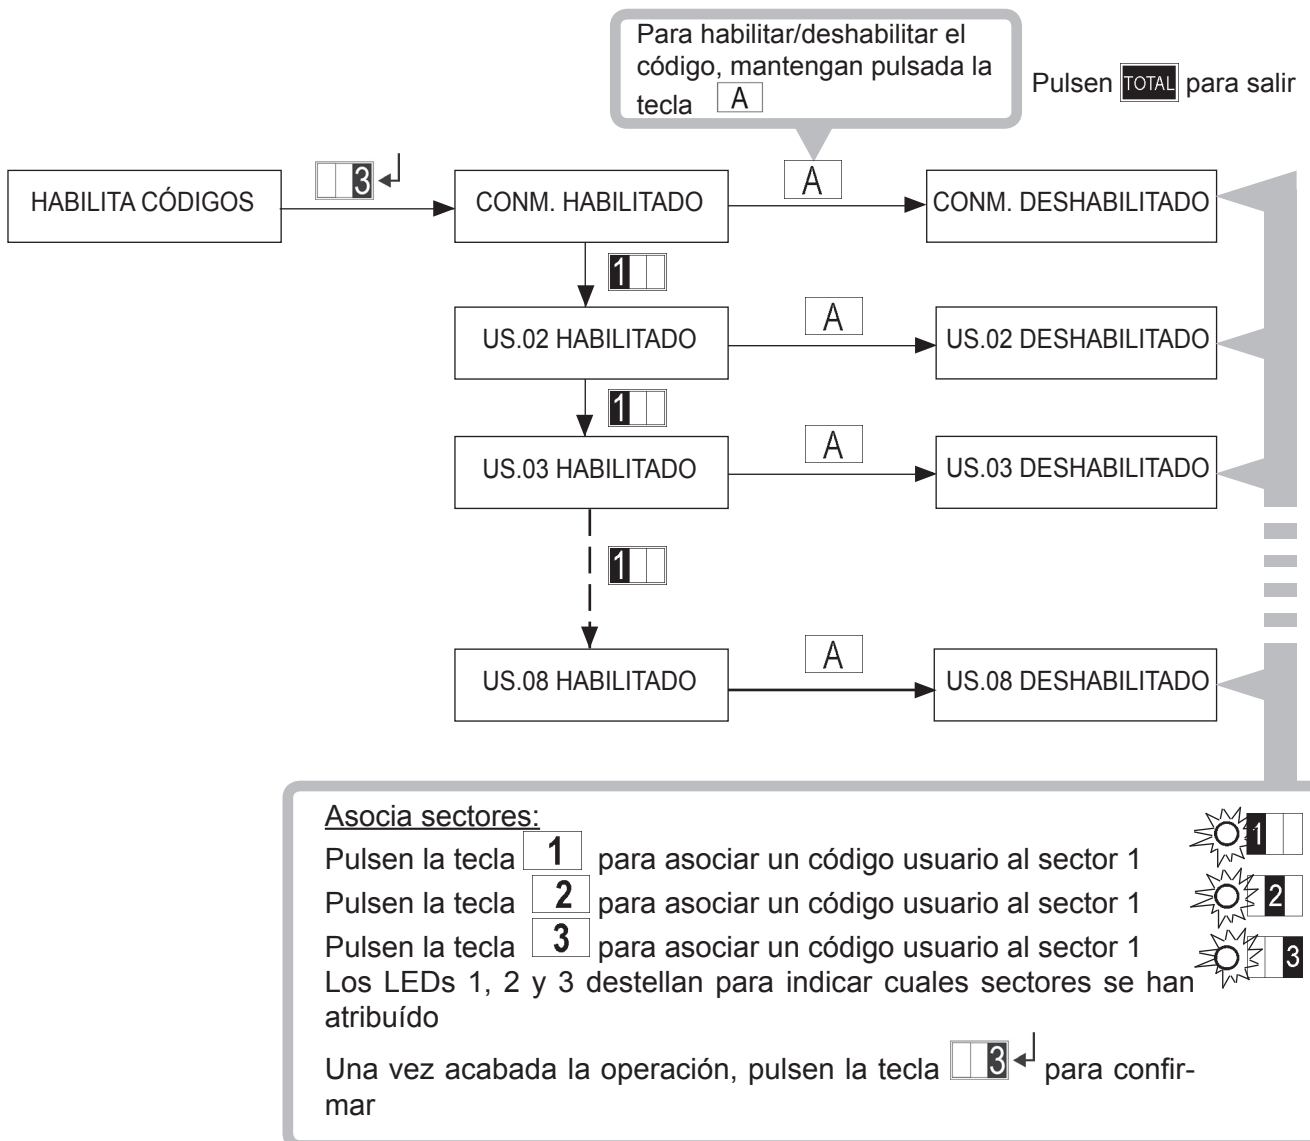 Para habilitar/deshabilitar el
código, mantengan pulsada la
tecla A
Pulsen TOTAL para salir
HABILITA CÓDIGOS
3
CONM. HABILITADO
A
CONM. DESHABILITADO
1
US.02 HABILITADO
A
US.02 DESHABILITADO
1
US.03 HABILITADO
A
US.03 DESHABILITADO
1
US.08 HABILITADO
A
US.08 DESHABILITADO
Asocia sectores:
Pulsen la tecla 1 para asociar un código usuario al sector 1
1
Pulsen la tecla 2 para asociar un código usuario al sector 1
2
Pulsen la tecla 3 para asociar un código usuario al sector 1
3
Los LEDs 1, 2 y 3 destellan para indicar cuales sectores se han
atribuído
Una vez acabada la operación, pulsen la tecla 3 para confir-
mar